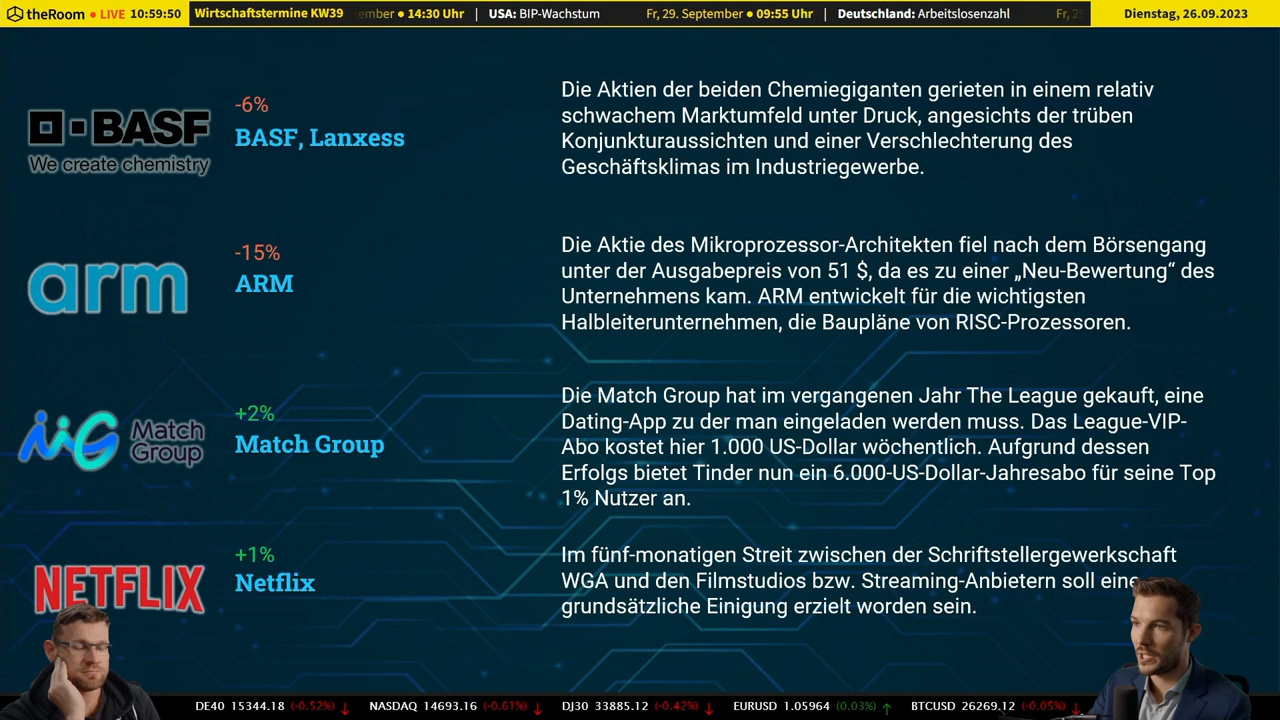 theRoom ● LIVE 10:59:50 Wirtschaftstermine KW39 ember ● 14:30 Uhr | USA: BIP-Wachstum Fr, 29. September ● 09:55 Uhr | Deutschland: Arbeitslosenzahl Fr, Dienstag, 26.09.2023
BASF
We create chemistry
-6%
BASF, Lanxess
Die Aktien der beiden Chemiegiganten gerieten in einem relativ
schwachem Marktumfeld unter Druck, angesichts der trüben
Konjunkturaussichten und einer Verschlechterung des
Geschäftsklimas im Industriegewerbe.
arm
-15%
ARM
Die Aktie des Mikroprozessor-Architekten fiel nach dem Börsengang
unter der Ausgabepreis von 51 $, da es zu einer „Neu-Bewertung“ des
Unternehmens kam. ARM entwickelt für die wichtigsten
Halbleiterunternehmen, die Baupläne von RISC-Prozessoren.
Match
Group
+2%
Match Group
Die Match Group hat im vergangenen Jahr The League gekauft, eine
Dating-App zu der man eingeladen werden muss. Das League-VIP-
Abo kostet hier 1.000 US-Dollar wöchentlich. Aufgrund dessen
Erfolgs bietet Tinder nun ein 6.000-US-Dollar-Jahresabo für seine Top
1% Nutzer an.
NETFLIX
+1%
Netflix
Im fünf-monatigen Streit zwischen der Schriftstellergewerkschaft
WGA und den Filmstudios bzw. Streaming-Anbietern soll eine
grundsätzliche Einigung erzielt worden sein.
DE40 15344.18 (-0.52%) ↓ NASDAQ 14693.16 (-0.61%) ↓ DJ30 33885.12 (-0.42%) ↓ EURUSD 1.05964 (0.03%) ↑ BTCUSD 26269.12 (-0.05%) ↓